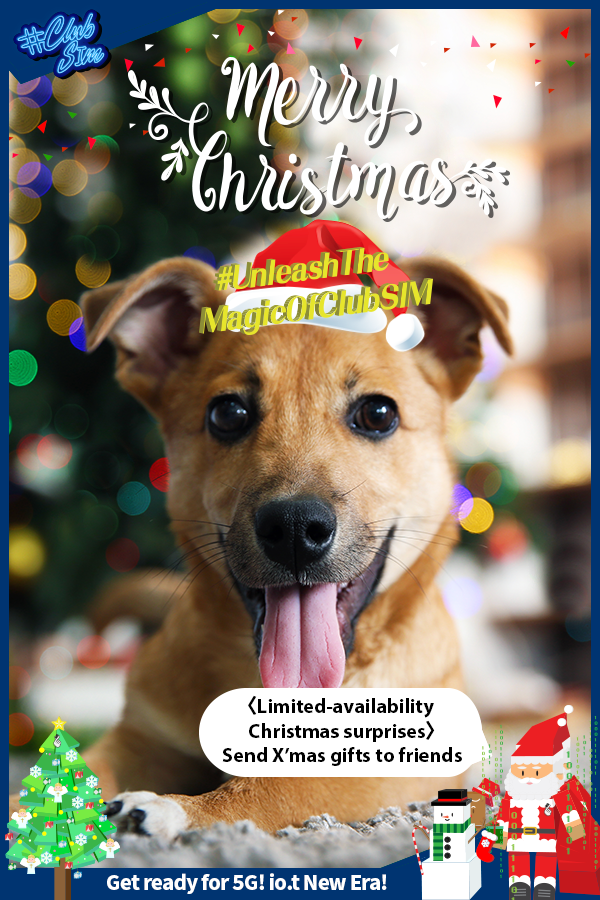 #Club
SIM
Merry
Christmas
#UnleashThe
MagicOfClubSIM
〈Limited-availability
Christmas surprises〉
Send X’mas gifts to friends
Get ready for 5G! io.t New Era!